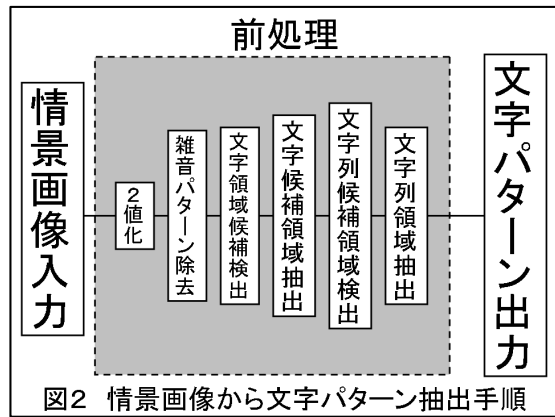 前処理
情景画像入力
2値化
雑音パターン除去
文字領域候補検出
文字候補領域抽出
文字列候補領域検出
文字列領域抽出
文字パターン出力
図2 情景画像から文字パターン抽出手順